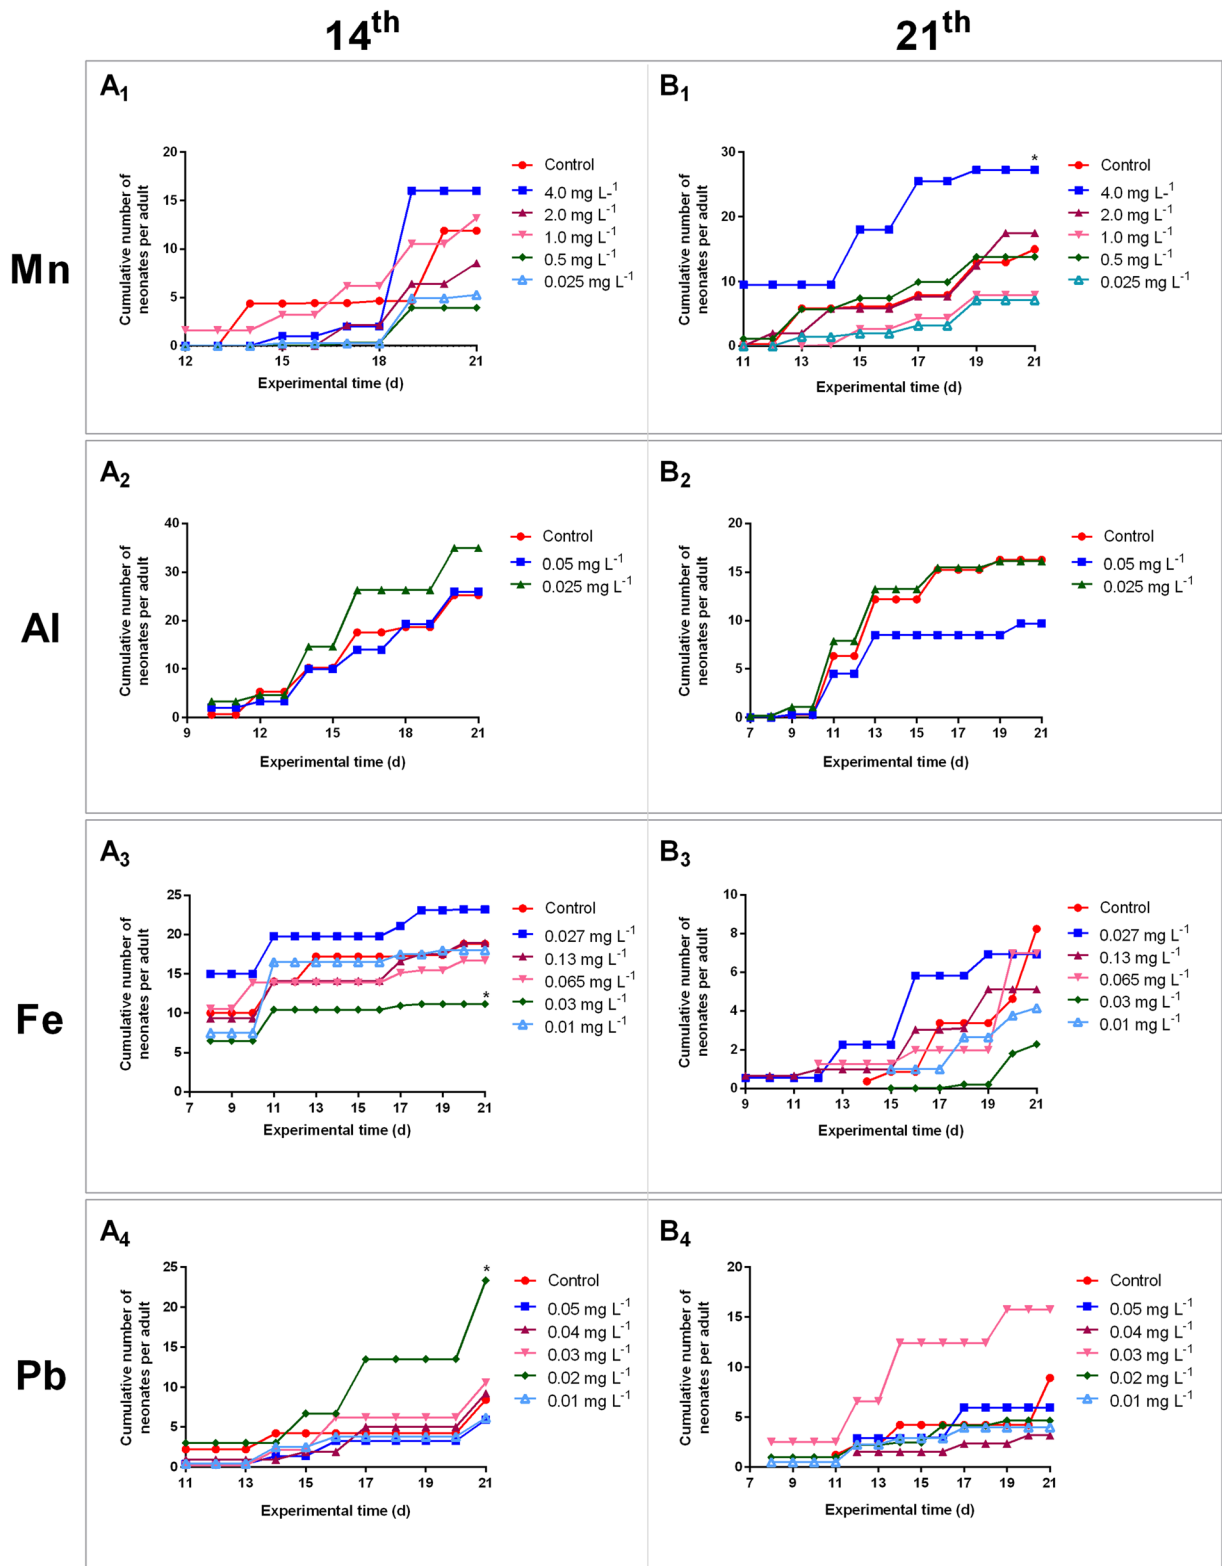 14th
21th
Mn
A1
Cumulative number of
neonates per adult
20
15
10
5
0
12
15
18
21
Experimental time (d)
Control
4.0 mg L-1
2.0 mg L-1
1.0 mg L-1
0.5 mg L-1
0.025 mg L-1
B1
Cumulative number of
neonates per adult
30
20
10
0
11
13
15
17
19
21
*
Experimental time (d)
Control
4.0 mg L-1
2.0 mg L-1
1.0 mg L-1
0.5 mg L-1
0.025 mg L-1
Al
A2
Cumulative number of
neonates per adult
40
30
20
10
0
9
12
15
18
21
Experimental time (d)
Control
0.05 mg L-1
0.025 mg L-1
B2
Cumulative number of
neonates per adult
20
15
10
5
0
7
9
11
13
15
17
19
21
Experimental time (d)
Control
0.05 mg L-1
0.025 mg L-1
Fe
A3
Cumulative number of
neonates per adult
25
20
15
10
5
0
7
9
11
13
15
17
19
21
*
Experimental time (d)
Control
0.027 mg L-1
0.13 mg L-1
0.065 mg L-1
0.03 mg L-1
0.01 mg L-1
B3
Cumulative number of
neonates per adult
10
8
6
4
2
0
9
11
13
15
17
19
21
Experimental time (d)
Control
0.027 mg L-1
0.13 mg L-1
0.065 mg L-1
0.03 mg L-1
0.01 mg L-1
Pb
A4
Cumulative number of
neonates per adult
25
20
15
10
5
0
11
13
15
17
19
21
*
Experimental time (d)
Control
0.05 mg L-1
0.04 mg L-1
0.03 mg L-1
0.02 mg L-1
0.01 mg L-1
B4
Cumulative number of
neonates per adult
20
15
10
5
0
7
9
11
13
15
17
19
21
Experimental time (d)
Control
0.05 mg L-1
0.04 mg L-1
0.03 mg L-1
0.02 mg L-1
0.01 mg L-1